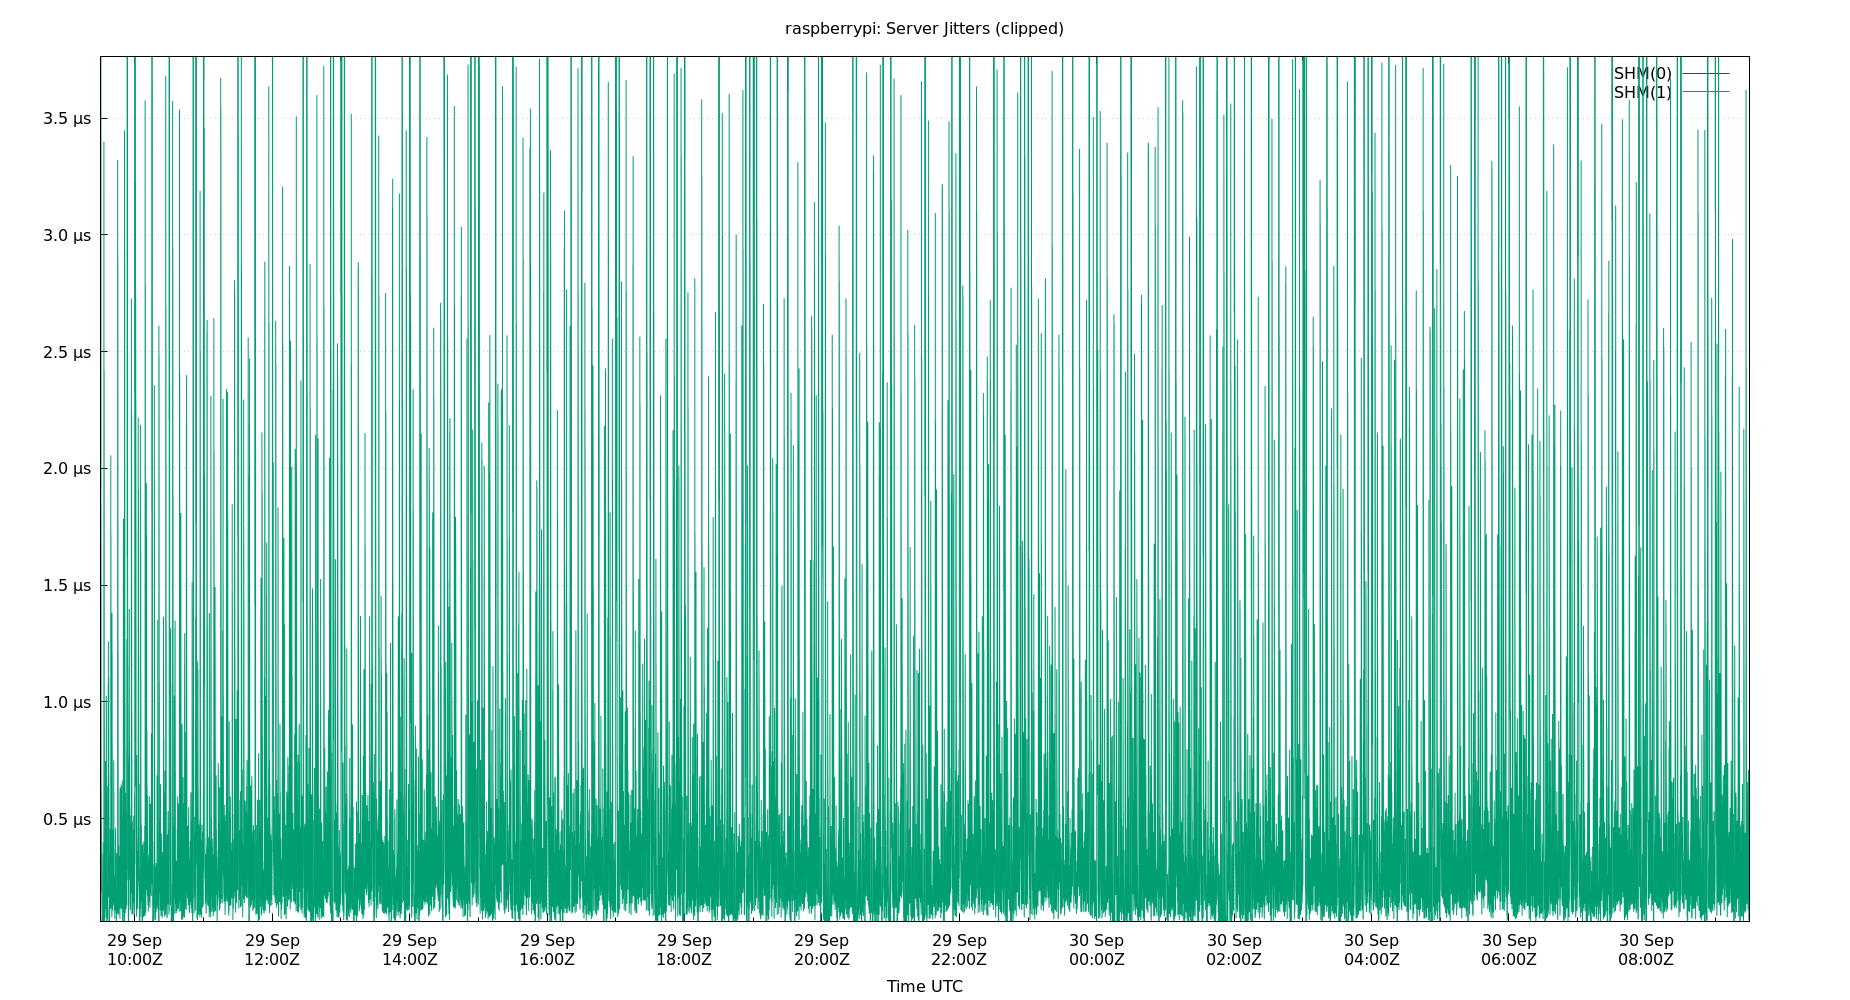 raspberrypi: Server Jitters (clipped)
SHM(0)
SHM(1)
3.5 µs
3.0 µs
2.5 µs
2.0 µs
1.5 µs
1.0 µs
0.5 µs
29 Sep 29 Sep 29 Sep 29 Sep 29 Sep 29 Sep 29 Sep 30 Sep 30 Sep 30 Sep 30 Sep 30 Sep
10:00Z 12:00Z 14:00Z 16:00Z 18:00Z 20:00Z 22:00Z 00:00Z 02:00Z 04:00Z 06:00Z 08:00Z
Time UTC